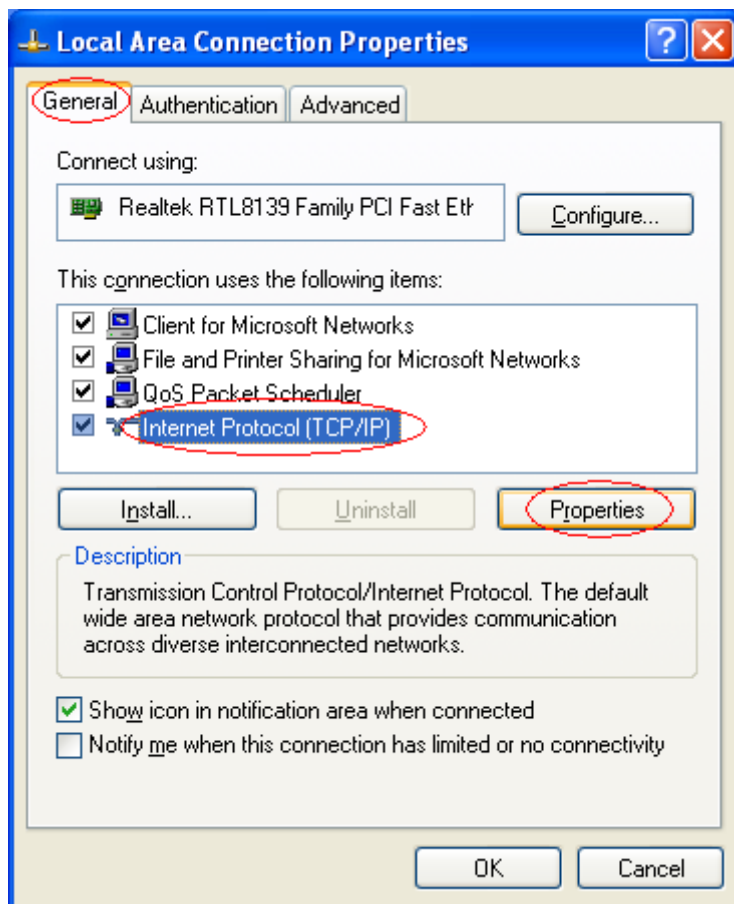 Local Area Connection Properties
General Authentication Advanced
Connect using:
Realtek RTL8139 Family PCI Fast Eth
Configure...
This connection uses the following items:
Client for Microsoft Networks
File and Printer Sharing for Microsoft Networks
QoS Packet Scheduler
Internet Protocol (TCP/IP)
Install... Uninstall Properties
Description
Transmission Control Protocol/Internet Protocol. The default
wide area network protocol that provides communication
across diverse interconnected networks.
Show icon in notification area when connected
Notify me when this connection has limited or no connectivity
OK Cancel